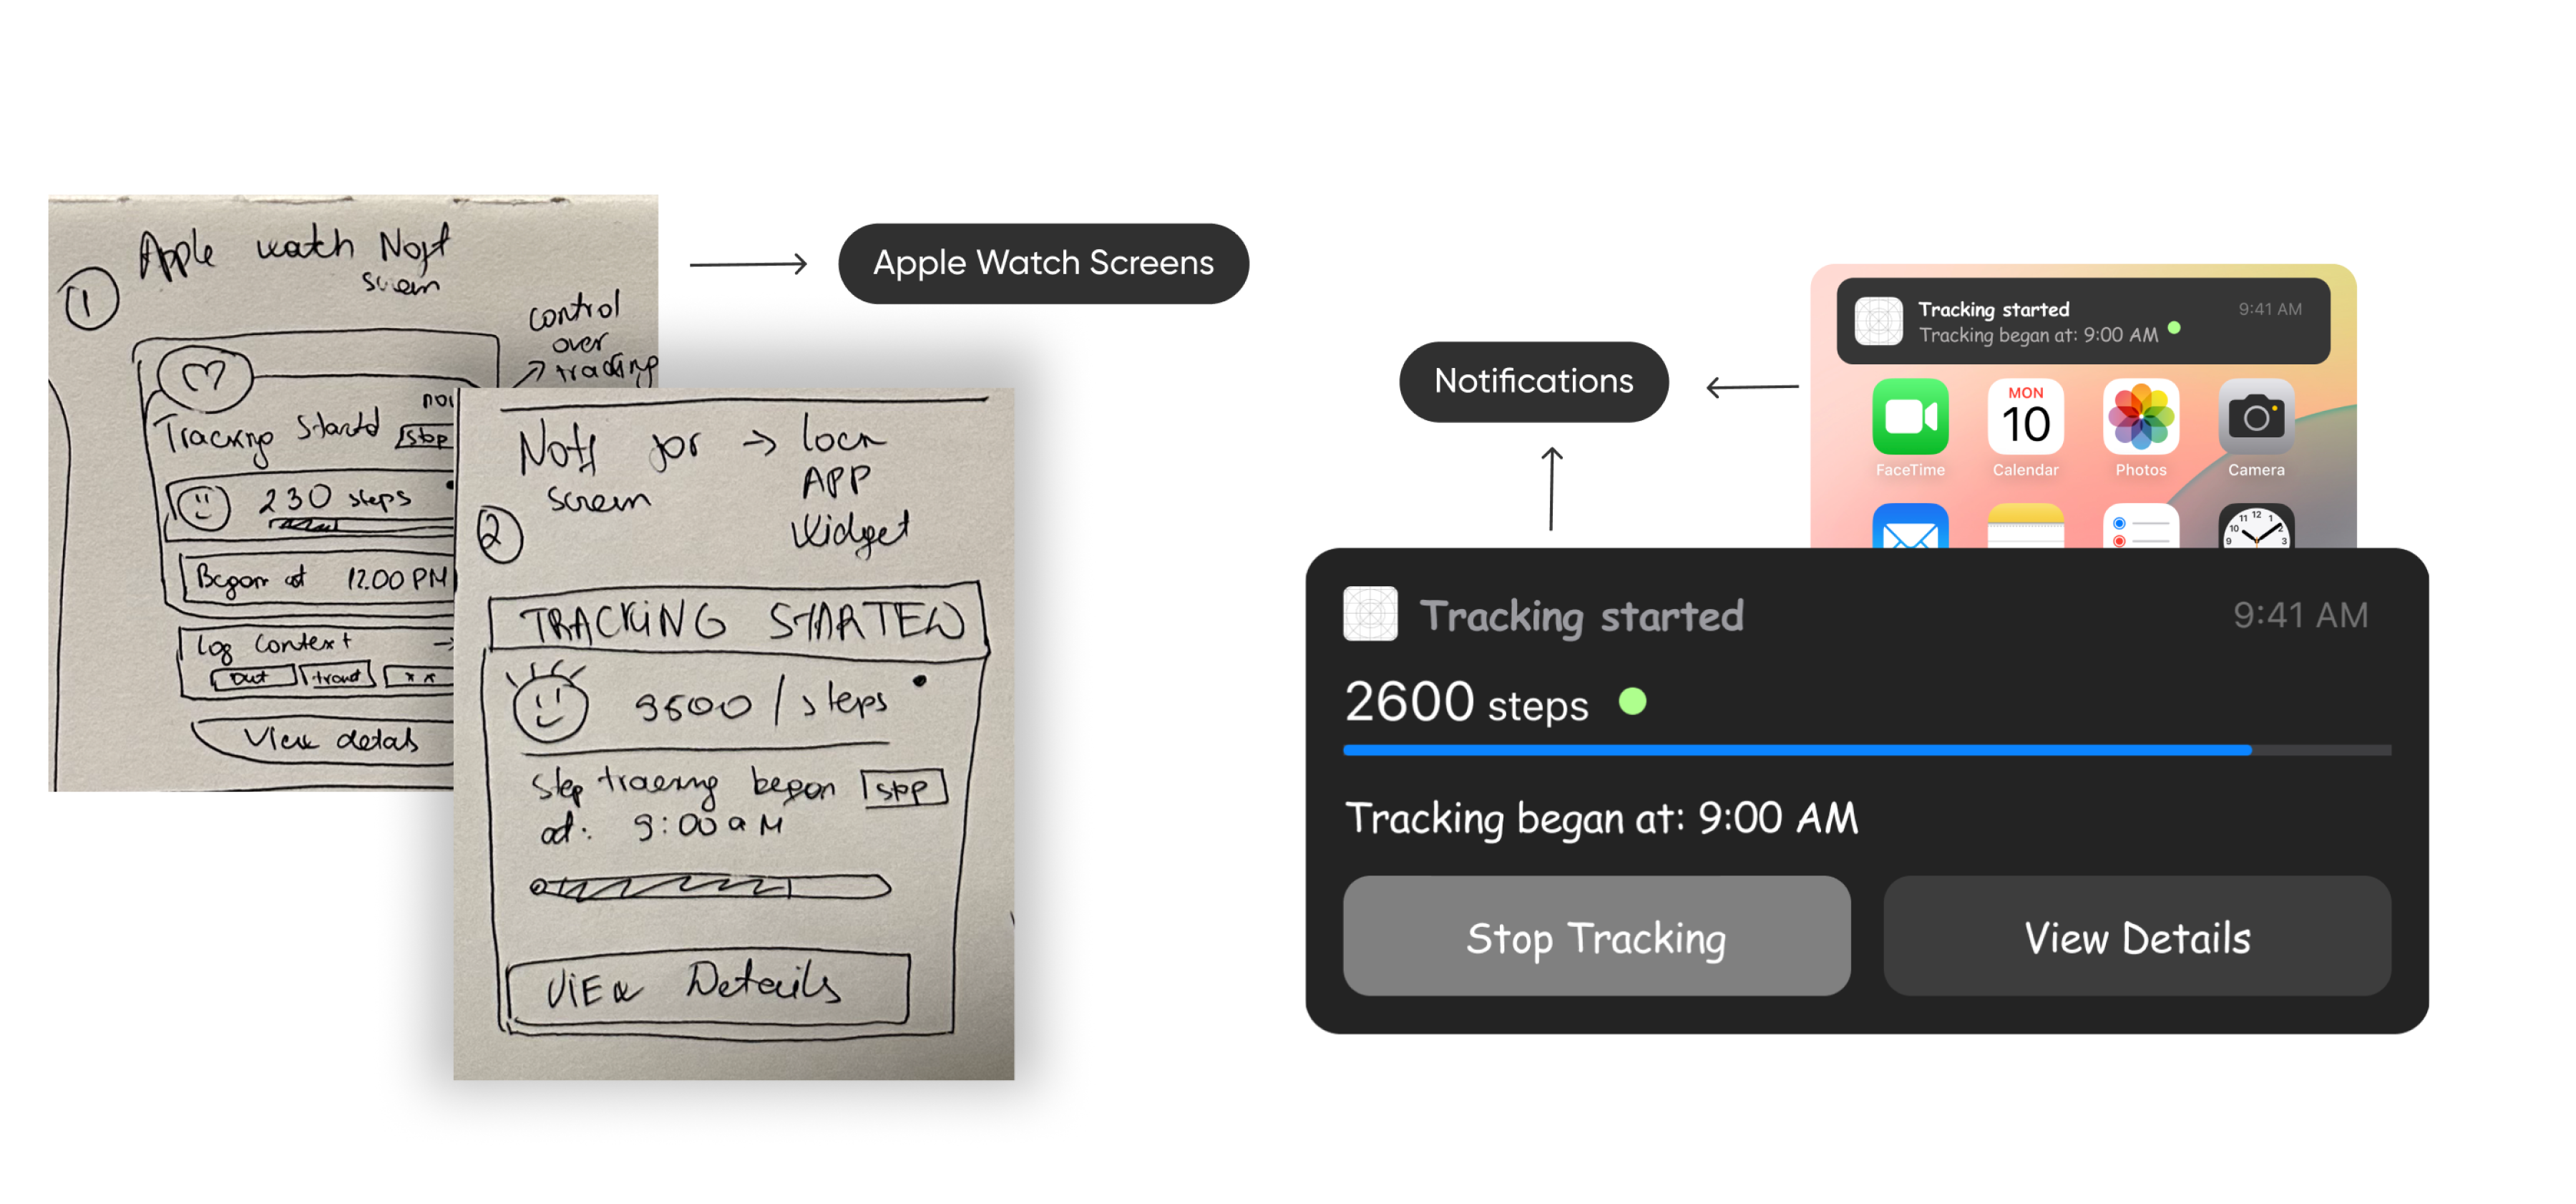 Apple watch Notf
screen
1
control
over
→ tracking
now
Tracking Started stop
230 steps
Began at 12.00 PM
Log Context →
Out travel xx
View details
Notf for → lock
screen APP
Widget
2
TRACKING STARTED
9600 / steps
Step tracking began stop
at: 9:00 aM
ViEw Details
→ Apple Watch Screens
Notifications ←
↑
Tracking started 9:41 AM
Tracking began at: 9:00 AM
MON
10
FaceTime Calendar Photos Camera
Tracking started 9:41 AM
2600 steps
Tracking began at: 9:00 AM
Stop Tracking View Details